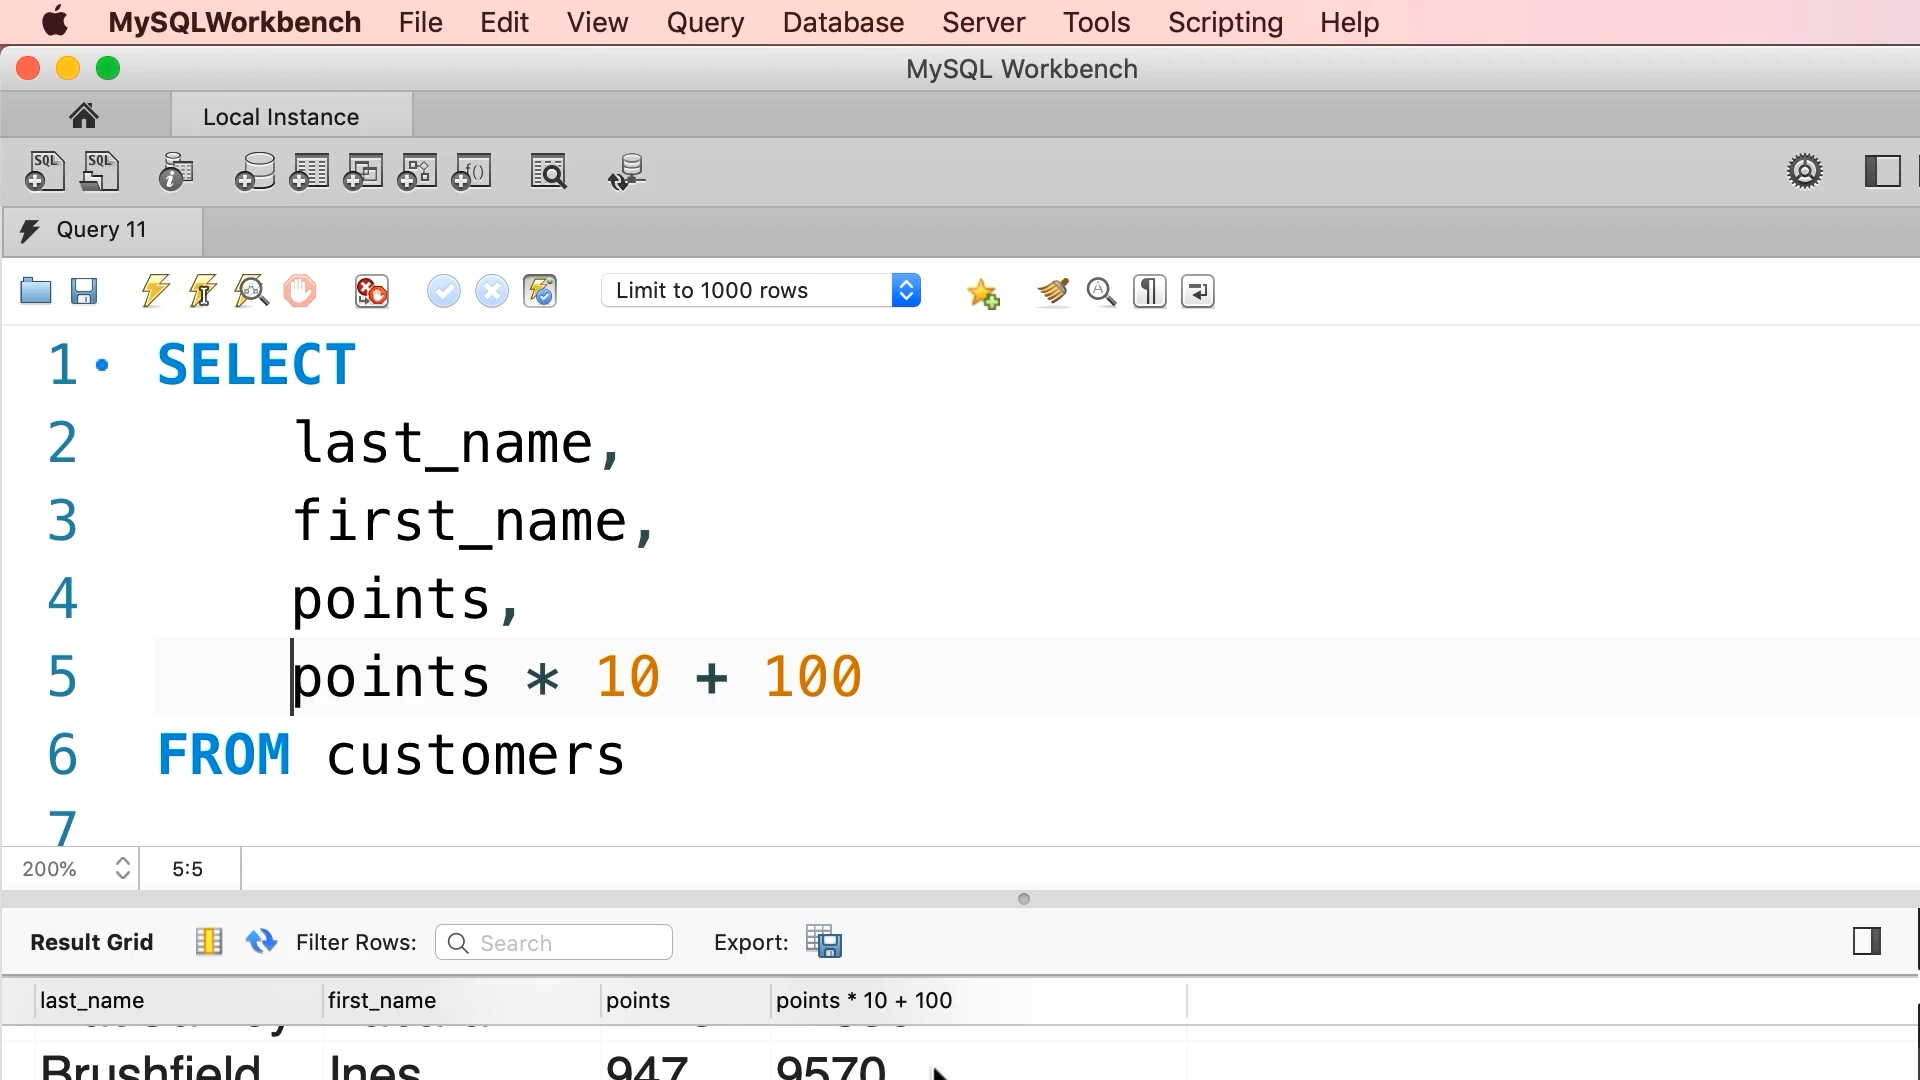 MySQLWorkbench File Edit View Query Database Server Tools Scripting Help
MySQL Workbench
Local Instance
SQL SQL i f()
Query 11
Limit to 1000 rows
1 SELECT
2 last_name,
3 first_name,
4 points,
5 points * 10 + 100
6 FROM customers
7
200% 5:5
Result Grid Filter Rows: Search Export:
last_name first_name points points * 10 + 100
Brushfield Ines 947 9570